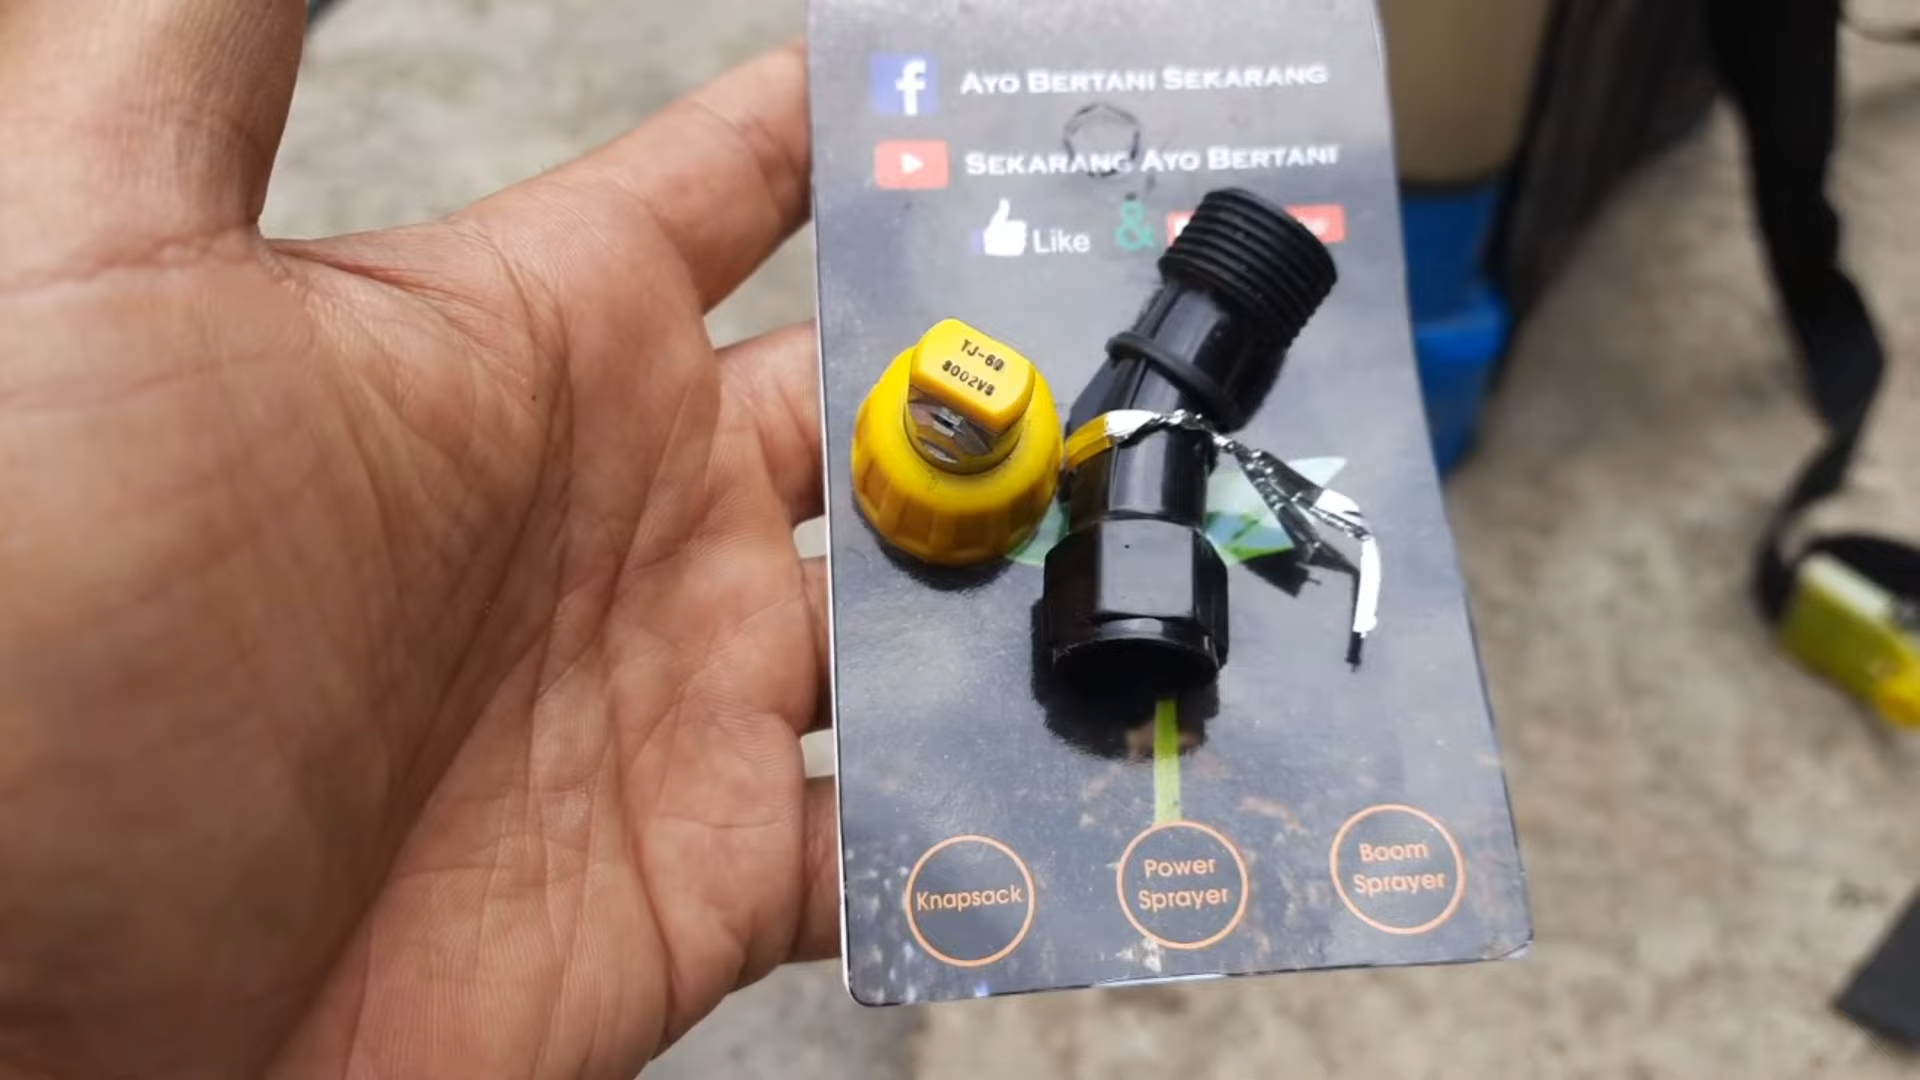 AYO BERTANI SEKARANG
SEKARANG AYO BERTANI
Like &
TJ-60
8002VS
Knapsack
Power
Sprayer
Boom
Sprayer